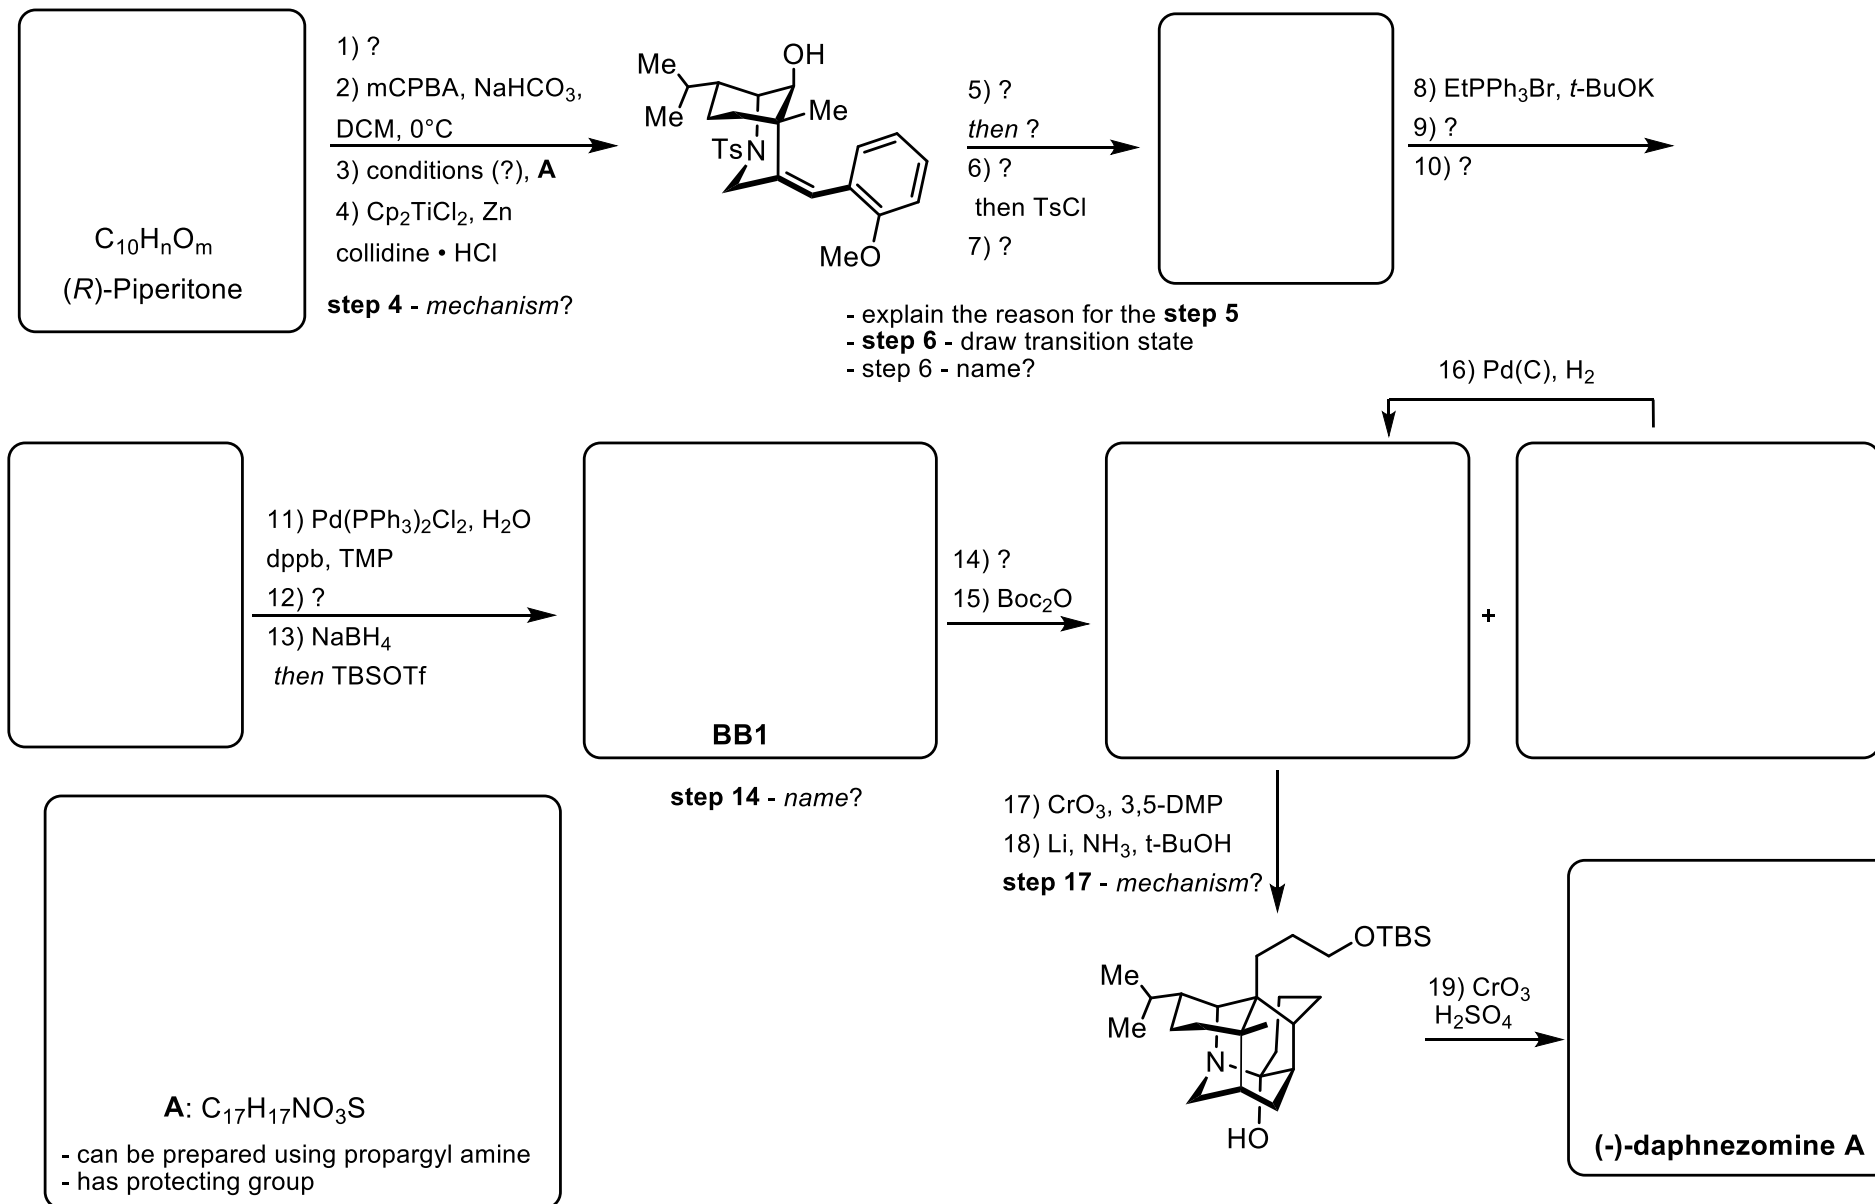 C10HnOm
(R)-Piperitone
1) ?
2) mCPBA, NaHCO3,
DCM, 0°C
3) conditions (?), A
4) Cp2TiCl2, Zn
collidine • HCl
step 4 - mechanism?
OH
Me
Me
Me
TsN
MeO
5) ?
then ?
6) ?
then TsCl
7) ?
- explain the reason for the step 5
- step 6 - draw transition state
- step 6 - name?
8) EtPPh3Br, t-BuOK
9) ?
10) ?
16) Pd(C), H2
11) Pd(PPh3)2Cl2, H2O
dppb, TMP
12) ?
13) NaBH4
then TBSOTf
BB1
step 14 - name?
14) ?
15) Boc2O
+
17) CrO3, 3,5-DMP
18) Li, NH3, t-BuOH
step 17 - mechanism?
A: C17H17NO3S
- can be prepared using propargyl amine
- has protecting group
OTBS
Me
Me
N
HO
19) CrO3
H2SO4
(-)-daphnezomine A